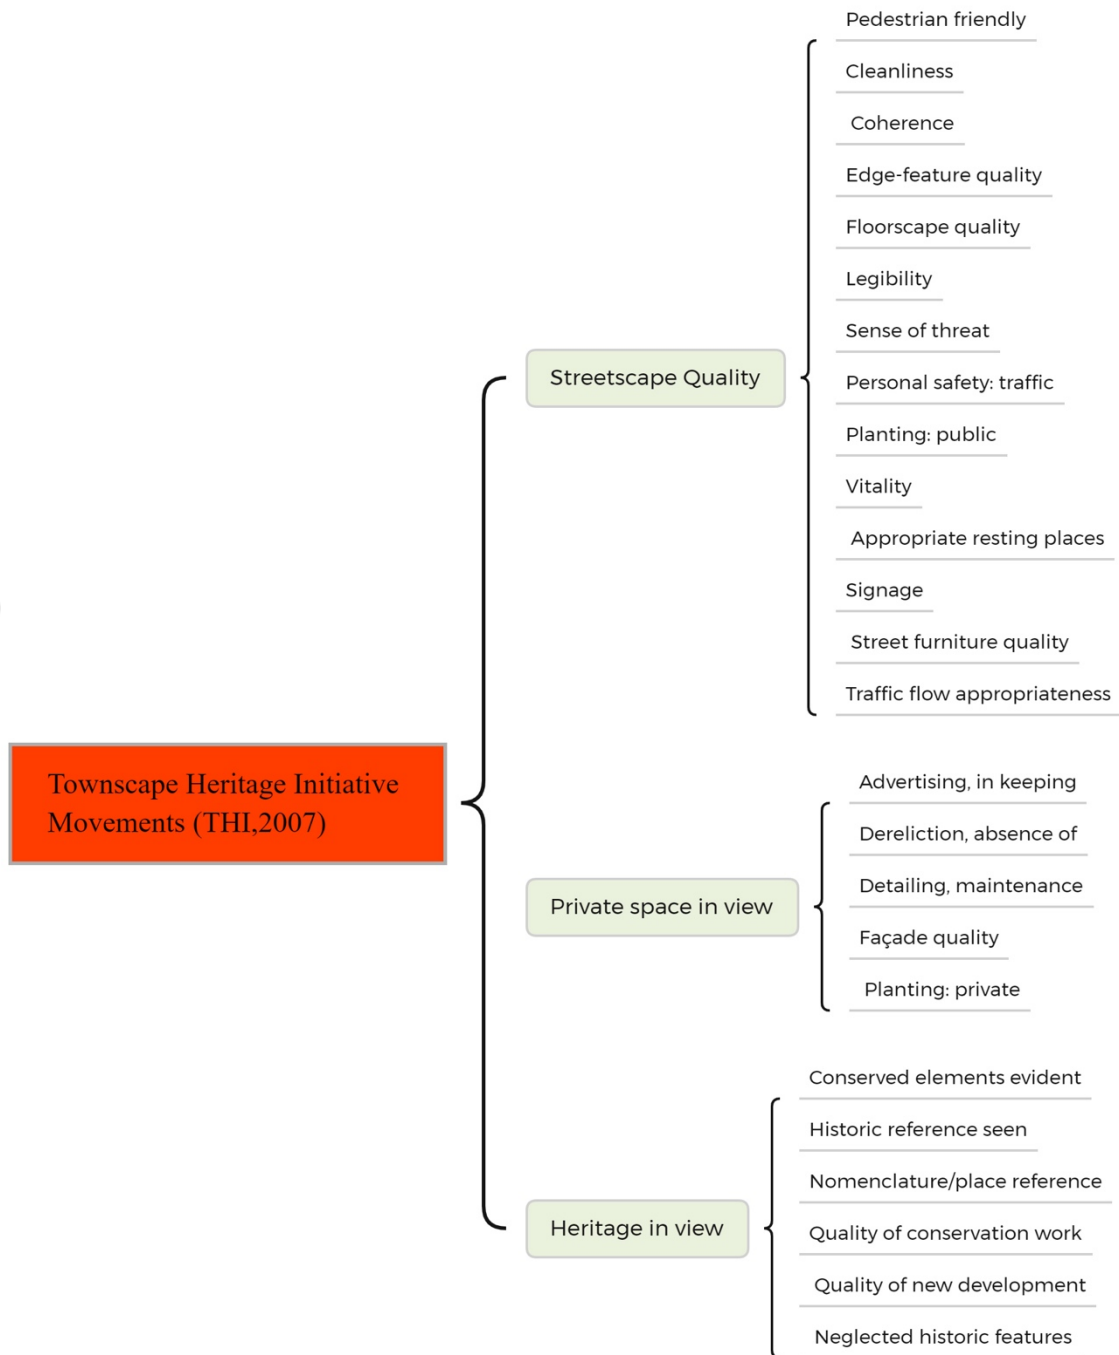 Townscape Heritage Initiative
Movements (THI,2007)
Streetscape Quality
Pedestrian friendly
Cleanliness
Coherence
Edge-feature quality
Floorscape quality
Legibility
Sense of threat
Personal safety: traffic
Planting: public
Vitality
Appropriate resting places
Signage
Street furniture quality
Traffic flow appropriateness
Private space in view
Advertising, in keeping
Dereliction, absence of
Detailing, maintenance
Façade quality
Planting: private
Heritage in view
Conserved elements evident
Historic reference seen
Nomenclature/place reference
Quality of conservation work
Quality of new development
Neglected historic features